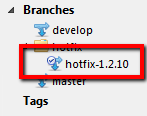 Branches
develop
hotfix
hotfix-1.2.10
master
Tags